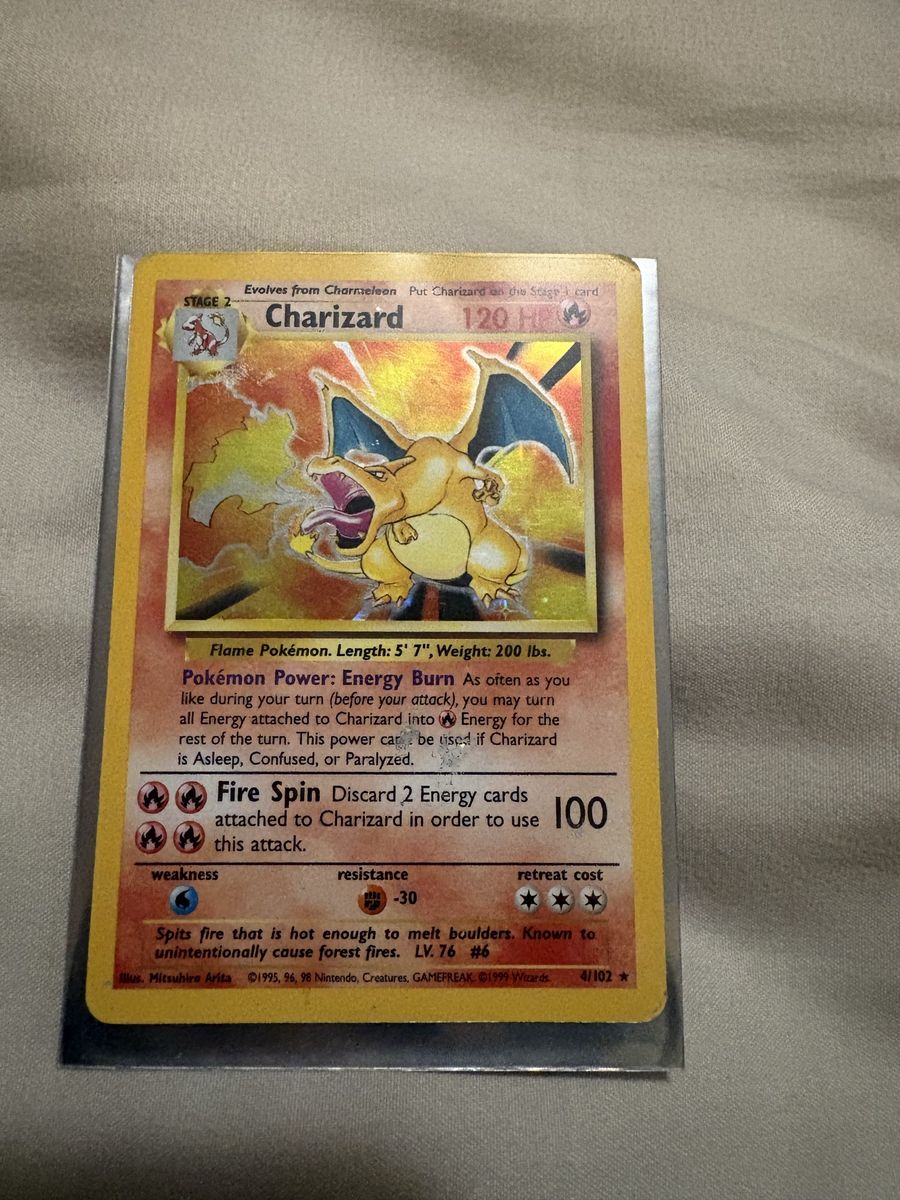 Evolves from Charmeleon Put Charizard on the Stage 1 card
STAGE 2
Charizard 120 HP
Flame Pokémon. Length: 5' 7", Weight: 200 lbs.
Pokémon Power: Energy Burn As often as you
like during your turn (before your attack), you may turn
all Energy attached to Charizard into Energy for the
rest of the turn. This power can't be used if Charizard
is Asleep, Confused, or Paralyzed.
Fire Spin Discard 2 Energy cards
attached to Charizard in order to use 100
this attack.
weakness resistance retreat cost
-30
Spits fire that is hot enough to melt boulders. Known to
unintentionally cause forest fires. LV. 76 #6
Illus. Mitsuhiro Arita ©1995, 96, 98 Nintendo, Creatures, GAMEFREAK. ©1999 Wizards. 4/102 ★